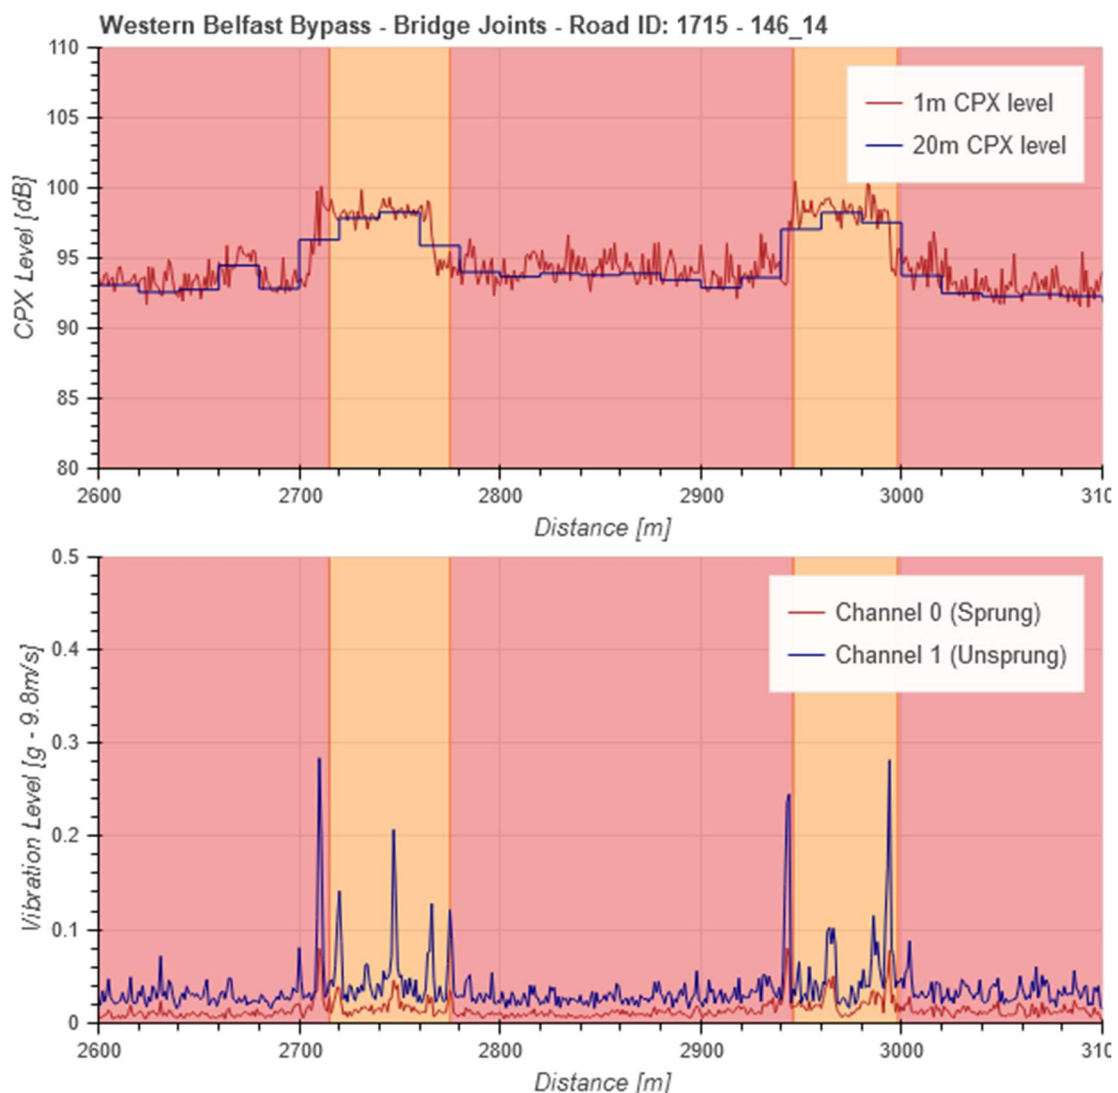 Western Belfast Bypass - Bridge Joints - Road ID: 1715 - 146_14
110
105
100
95
90
85
80
CPX Level [dB]
1m CPX level
20m CPX level
2600
2700
2800
2900
3000
310
Distance [m]
0.5
0.4
0.3
0.2
0.1
0
Vibration Level [g - 9.8m/s]
Channel 0 (Sprung)
Channel 1 (Unsprung)
2600
2700
2800
2900
3000
310
Distance [m]